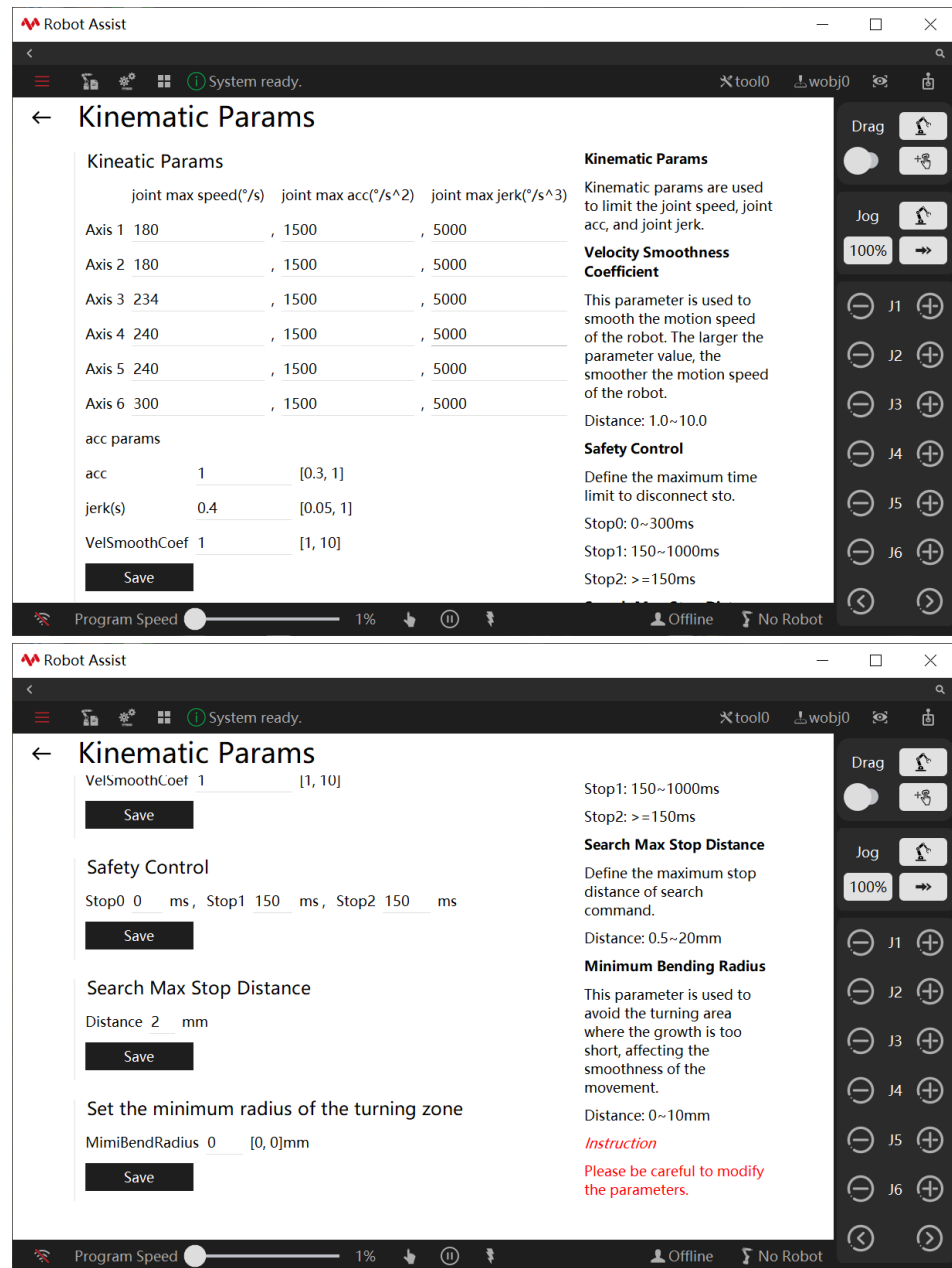 Robot Assist
System ready.
tool0
wobj0
Kinematic Params
Kineatic Params
joint max speed(°/s) joint max acc(°/s^2) joint max jerk(°/s^3)
Axis 1 180 , 1500 , 5000
Axis 2 180 , 1500 , 5000
Axis 3 234 , 1500 , 5000
Axis 4 240 , 1500 , 5000
Axis 5 240 , 1500 , 5000
Axis 6 300 , 1500 , 5000
acc params
acc 1 [0.3, 1]
jerk(s) 0.4 [0.05, 1]
VelSmoothCoef 1 [1, 10]
Save
Kinematic Params
Kinematic params are used
to limit the joint speed, joint
acc, and joint jerk.
Velocity Smoothness
Coefficient
This parameter is used to
smooth the motion speed
of the robot. The larger the
parameter value, the
smoother the motion speed
of the robot.
Distance: 1.0~10.0
Safety Control
Define the maximum time
limit to disconnect sto.
Stop0: 0~300ms
Stop1: 150~1000ms
Stop2: >=150ms
Drag
Jog
100%
J1
J2
J3
J4
J5
J6
Program Speed 1%
Offline
No Robot
Robot Assist
System ready.
tool0
wobj0
Kinematic Params
VelSmoothCoef 1 [1, 10]
Save
Safety Control
Stop0 0 ms, Stop1 150 ms, Stop2 150 ms
Save
Search Max Stop Distance
Distance 2 mm
Save
Set the minimum radius of the turning zone
MimiBendRadius 0 [0, 0]mm
Save
Stop1: 150~1000ms
Stop2: >=150ms
Search Max Stop Distance
Define the maximum stop
distance of search
command.
Distance: 0.5~20mm
Minimum Bending Radius
This parameter is used to
avoid the turning area
where the growth is too
short, affecting the
smoothness of the
movement.
Distance: 0~10mm
Instruction
Please be careful to modify
the parameters.
Drag
Jog
100%
J1
J2
J3
J4
J5
J6
Program Speed 1%
Offline
No Robot